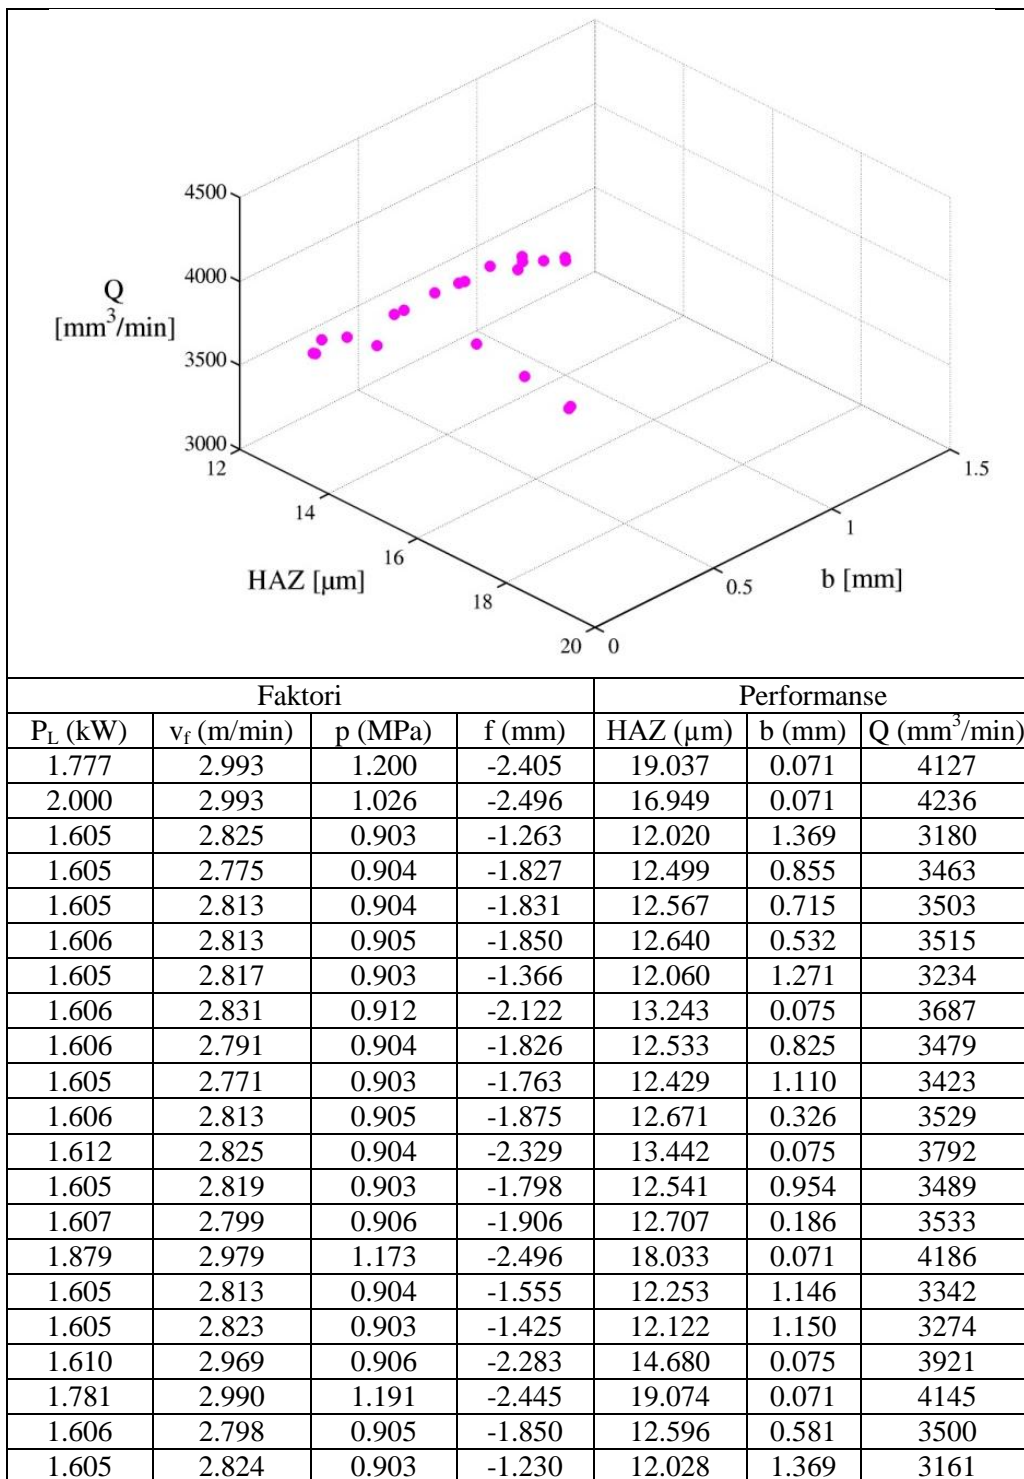 4500
4000
Q
[mm³/min]
3500
3000
12
1.5
14
1
16
HAZ [µm]
b [mm]
0.5
18
20 0
Faktori Performanse
P_L (kW) v_f (m/min) p (MPa) f (mm) HAZ (µm) b (mm) Q (mm³/min)
1.777 2.993 1.200 -2.405 19.037 0.071 4127
2.000 2.993 1.026 -2.496 16.949 0.071 4236
1.605 2.825 0.903 -1.263 12.020 1.369 3180
1.605 2.775 0.904 -1.827 12.499 0.855 3463
1.605 2.813 0.904 -1.831 12.567 0.715 3503
1.606 2.813 0.905 -1.850 12.640 0.532 3515
1.605 2.817 0.903 -1.366 12.060 1.271 3234
1.606 2.831 0.912 -2.122 13.243 0.075 3687
1.606 2.791 0.904 -1.826 12.533 0.825 3479
1.605 2.771 0.903 -1.763 12.429 1.110 3423
1.606 2.813 0.905 -1.875 12.671 0.326 3529
1.612 2.825 0.904 -2.329 13.442 0.075 3792
1.605 2.819 0.903 -1.798 12.541 0.954 3489
1.607 2.799 0.906 -1.906 12.707 0.186 3533
1.879 2.979 1.173 -2.496 18.033 0.071 4186
1.605 2.813 0.904 -1.555 12.253 1.146 3342
1.605 2.823 0.903 -1.425 12.122 1.150 3274
1.610 2.969 0.906 -2.283 14.680 0.075 3921
1.781 2.990 1.191 -2.445 19.074 0.071 4145
1.606 2.798 0.905 -1.850 12.596 0.581 3500
1.605 2.824 0.903 -1.230 12.028 1.369 3161